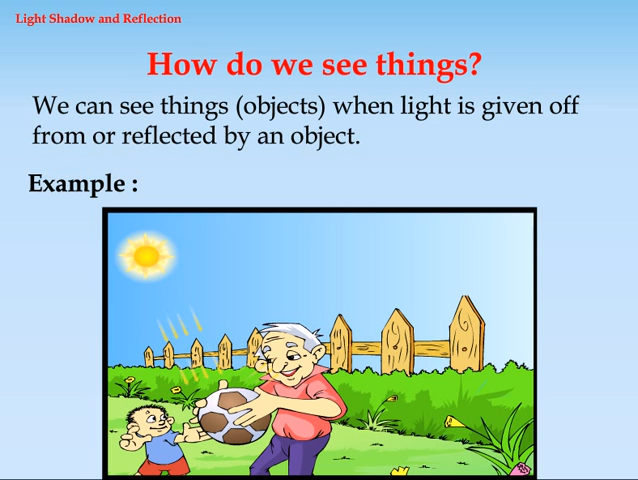 Light Shadow and Reflection
How do we see things?
We can see things (objects) when light is given off
from or reflected by an object.
Example :